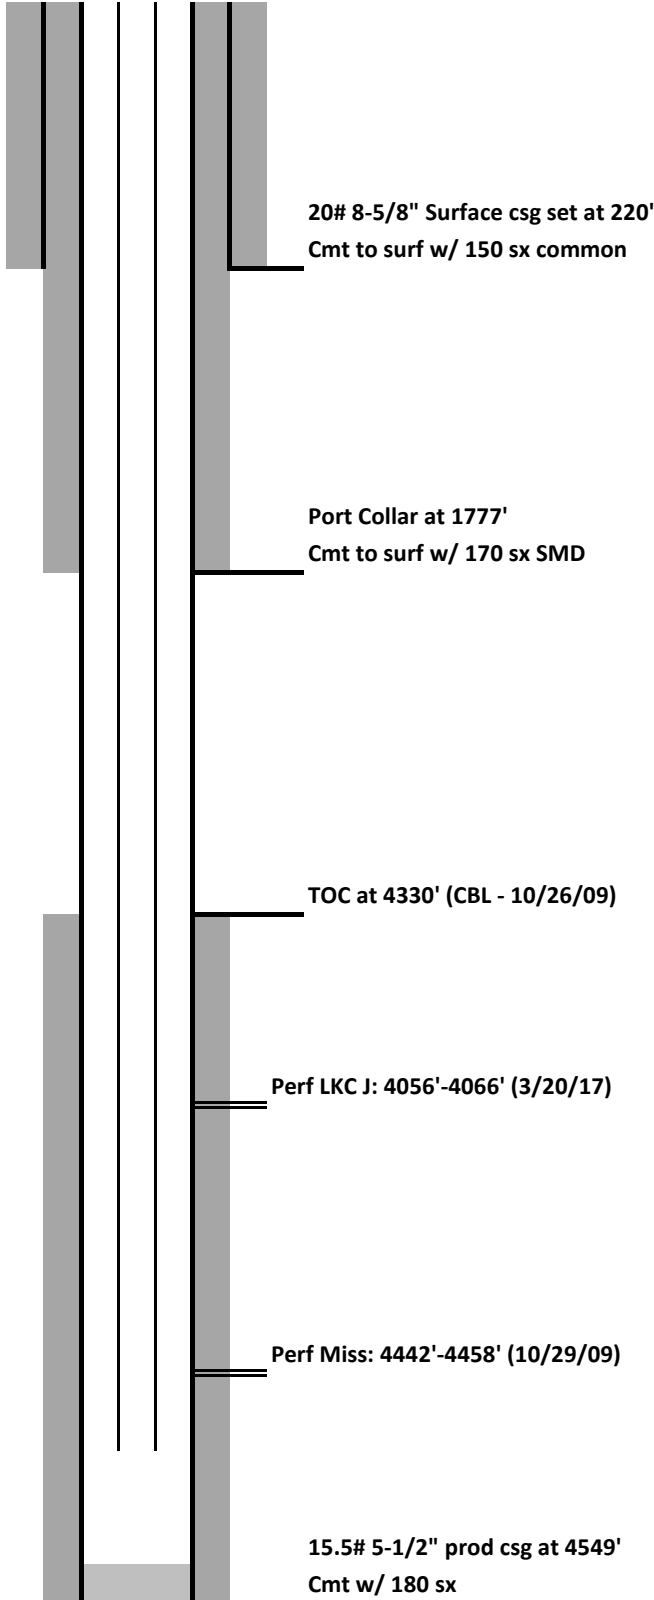 20# 8-5/8" Surface csg set at 220'
Cmt to surf w/ 150 sx common
Port Collar at 1777'
Cmt to surf w/ 170 sx SMD
TOC at 4330' (CBL - 10/26/09)
Perf LKC J: 4056'-4066' (3/20/17)
Perf Miss: 4442'-4458' (10/29/09)
15.5# 5-1/2" prod csg at 4549'
Cmt w/ 180 sx